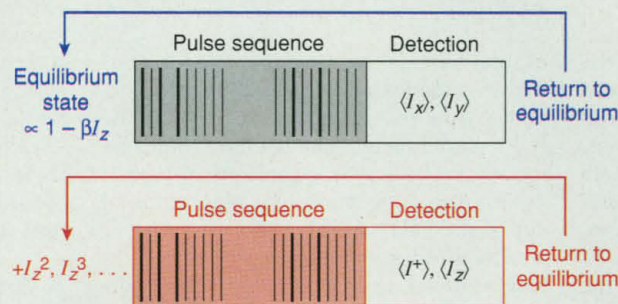 Pulse sequence Detection
Equilibrium
state
∝ 1 − βI_z
⟨I_x⟩, ⟨I_y⟩
Return to
equilibrium
Pulse sequence Detection
+I_z^2, I_z^3, . . .
⟨I^+⟩, ⟨I_z⟩
Return to
equilibrium